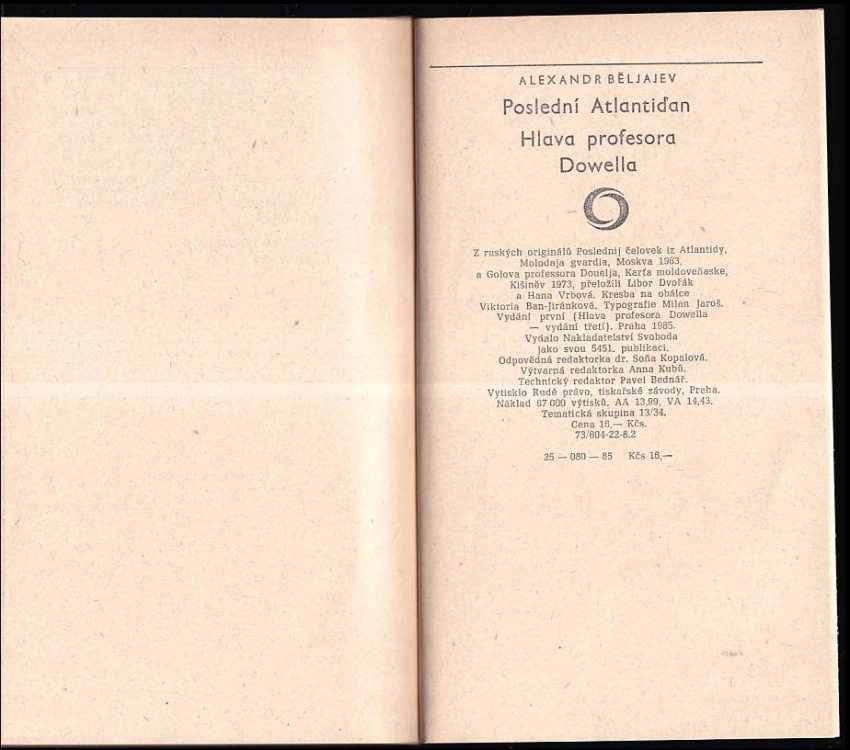 ALEXANDR BĚLJAJEV
Poslední Atlantiďan
Hlava profesora
Dowella
Z ruských originálů Poslednij čelovek iz Atlantidy,
Molodaja gvardia, Moskva 1963,
a Golova professora Douelja, Karťa moldoveňaske,
Kišiněv 1973, přeložili Libor Dvořák
a Hana Vrbová. Kresba na obálce
Viktoria Ban-Jiránková. Typografie Milan Jaroš.
Vydání první (Hlava profesora Dowella
— vydání třetí). Praha 1985.
Vydalo Nakladatelství Svoboda
jako svou 5451. publikaci.
Odpovědná redaktorka dr. Soňa Kopalová.
Výtvarná redaktorka Anna Kubů.
Technický redaktor Pavel Bednář.
Vytisklo Rudé právo, tiskařské závody, Praha.
Náklad 67 000 výtisků. AA 13,99, VA 14,43.
Tematická skupina 13/34.
Cena 16,— Kčs.
73/604-22-8.2
25 — 080 — 85 Kčs 16,—